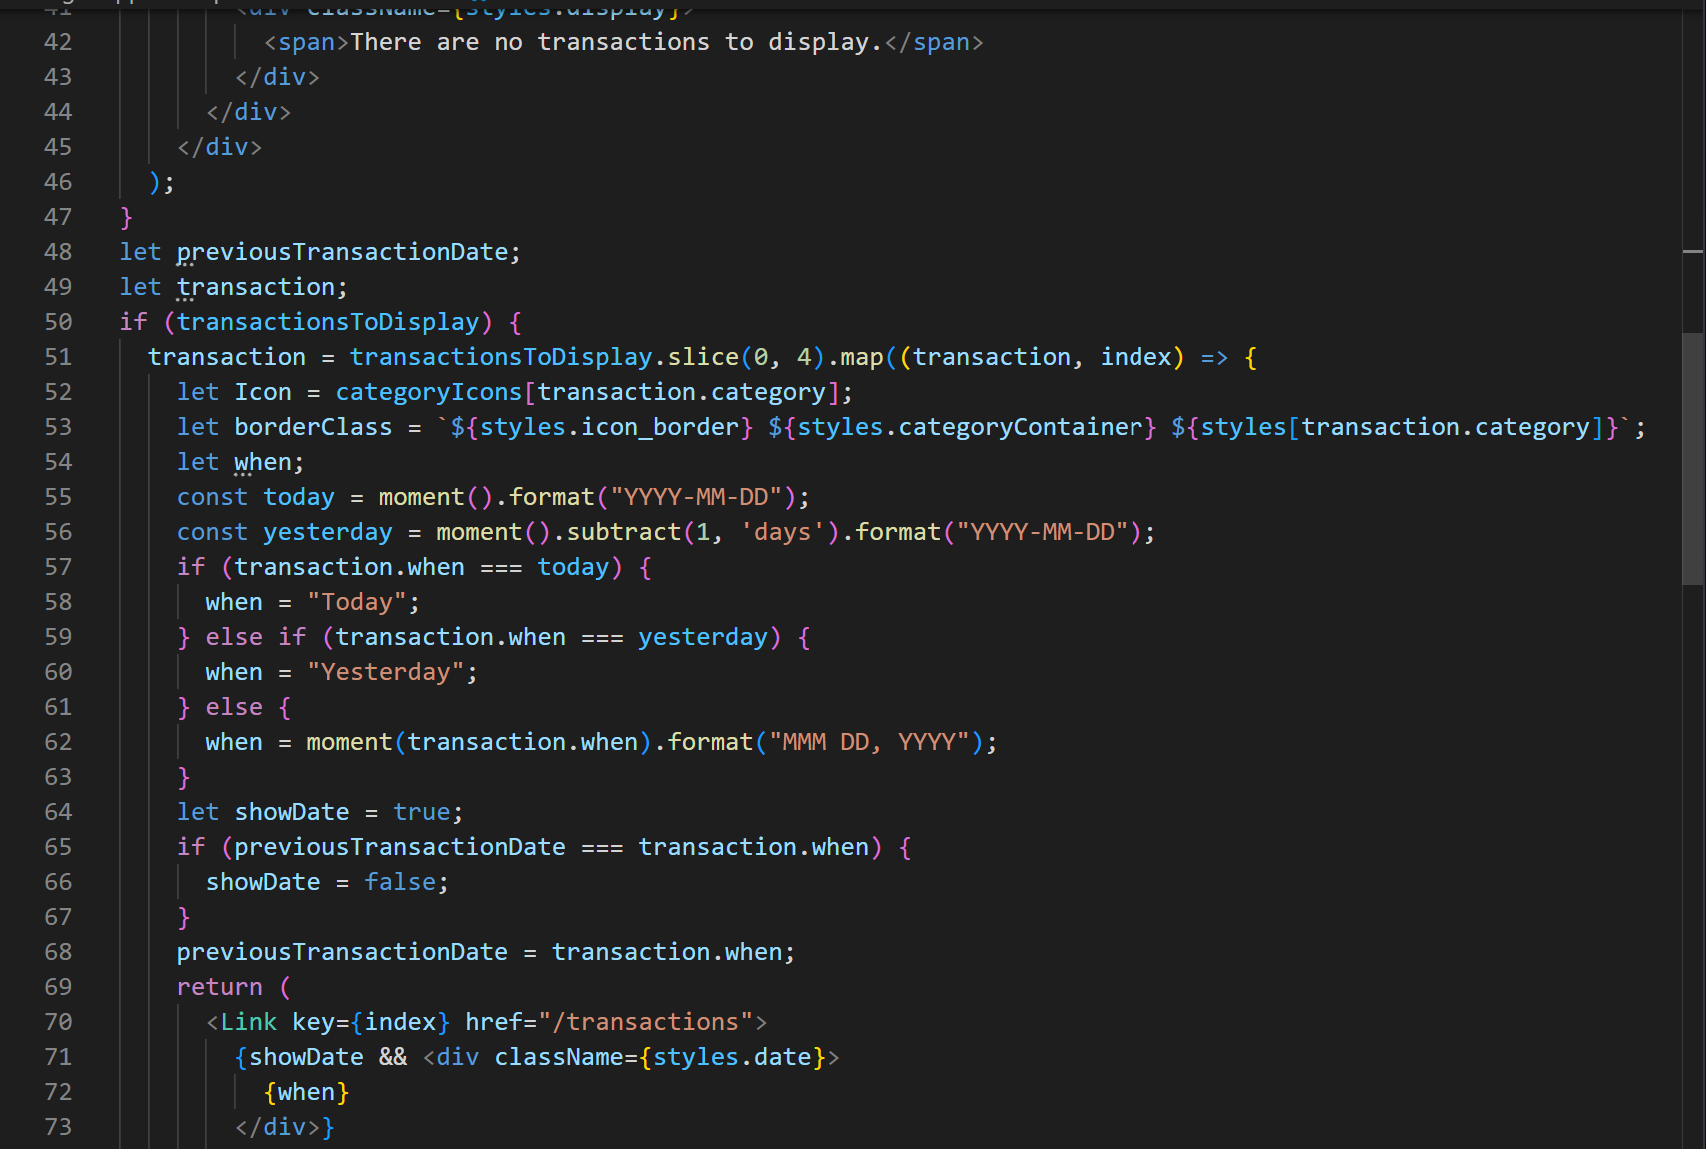 41 <div className={styles.display}>
42 <span>There are no transactions to display.</span>
43 </div>
44 </div>
45 </div>
46 );
47 }
48 let previousTransactionDate;
49 let transaction;
50 if (transactionsToDisplay) {
51 transaction = transactionsToDisplay.slice(0, 4).map((transaction, index) => {
52 let Icon = categoryIcons[transaction.category];
53 let borderClass = `${styles.icon_border} ${styles.categoryContainer} ${styles[transaction.category]}`;
54 let when;
55 const today = moment().format("YYYY-MM-DD");
56 const yesterday = moment().subtract(1, 'days').format("YYYY-MM-DD");
57 if (transaction.when === today) {
58 when = "Today";
59 } else if (transaction.when === yesterday) {
60 when = "Yesterday";
61 } else {
62 when = moment(transaction.when).format("MMM DD, YYYY");
63 }
64 let showDate = true;
65 if (previousTransactionDate === transaction.when) {
66 showDate = false;
67 }
68 previousTransactionDate = transaction.when;
69 return (
70 <Link key={index} href="/transactions">
71 {showDate && <div className={styles.date}>
72 {when}
73 </div>}